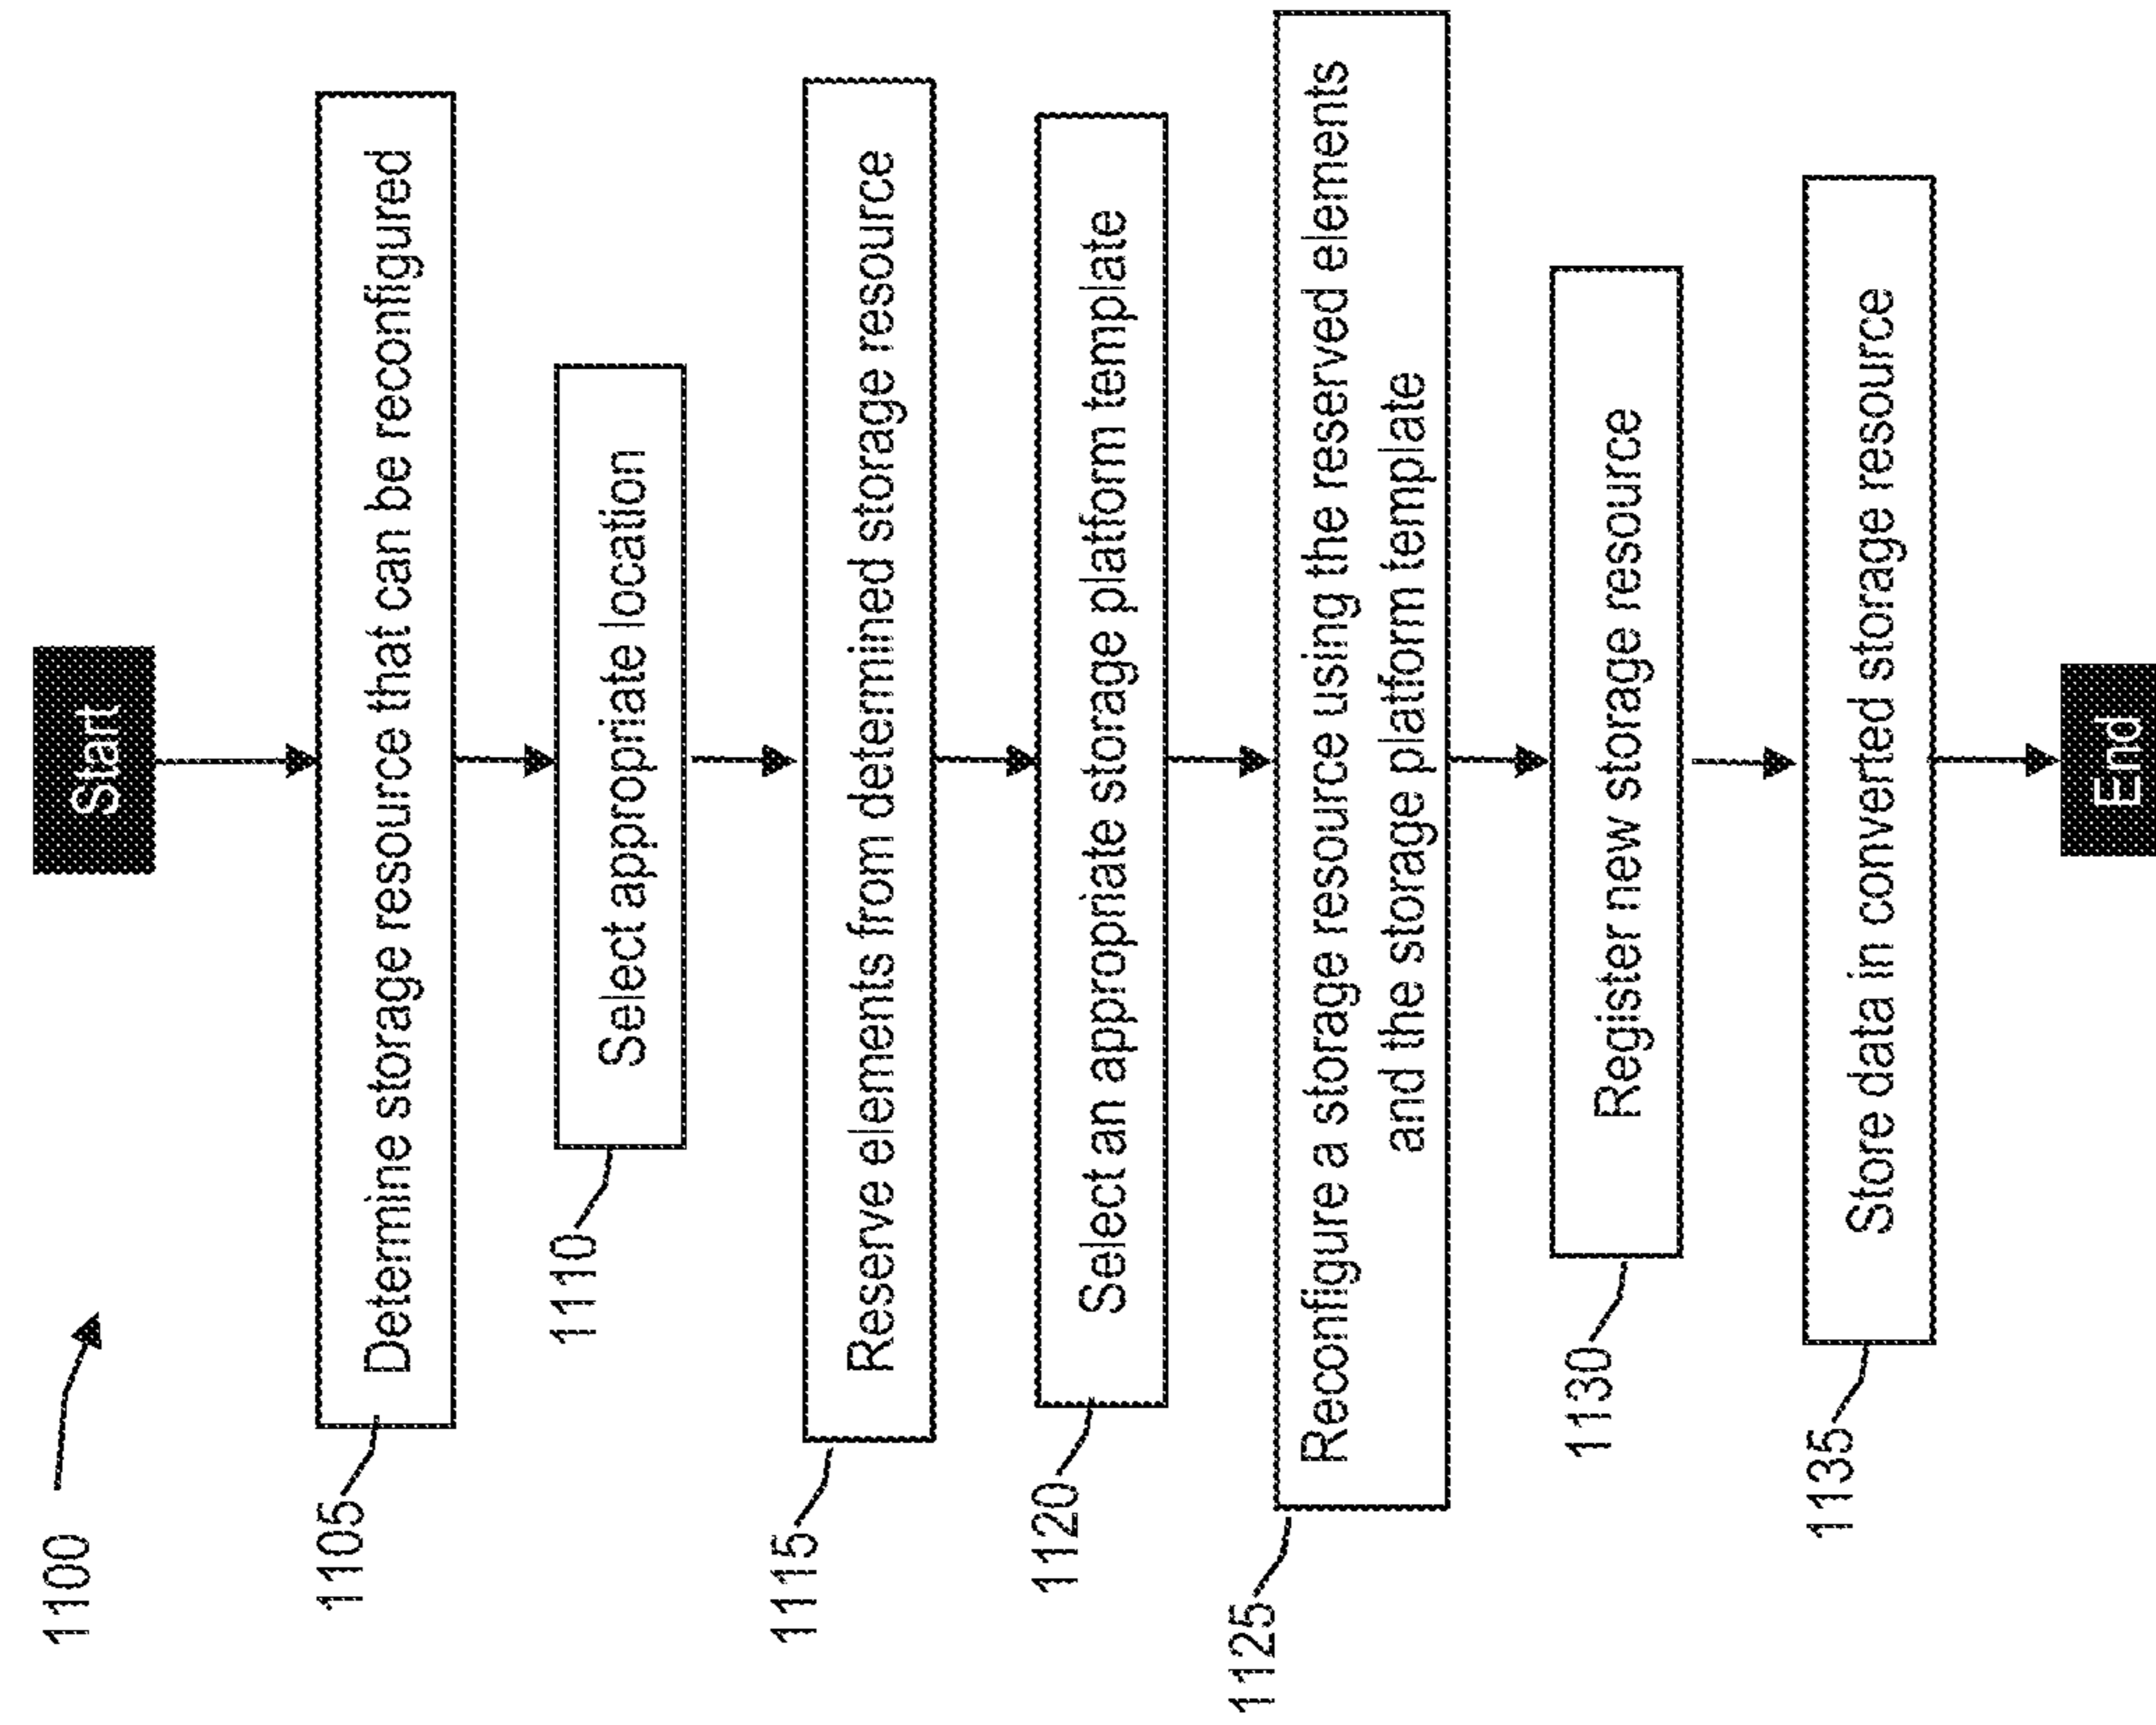 1100
Start
1105
Determine storage resource that can be reconfigured
1110
Select appropriate location
1115
Reserve elements from determined storage resource
1120
Select an appropriate storage platform template
1125
Reconfigure a storage resource using the reserved elements
and the storage platform template
1130
Register new storage resource
1135
Store data in converted storage resource
End